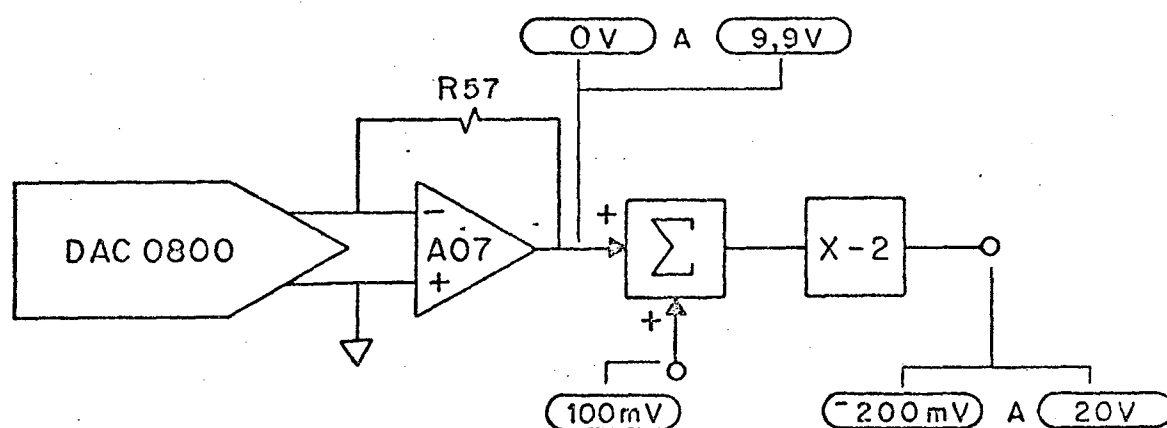 0V A 9,9V
R57
DAC 0800
-
A07
+
+
Σ
+
X-2
100mV
-200mV A 20V